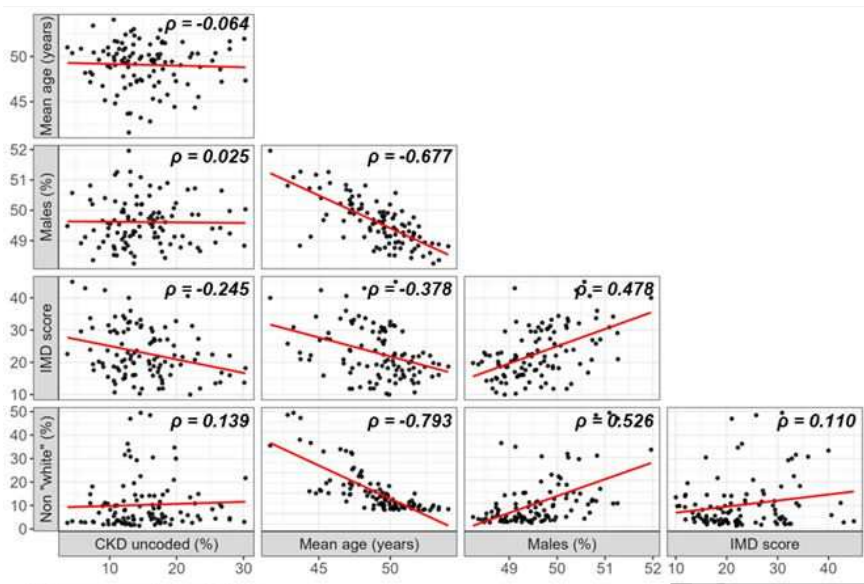 Mean age (years)
50
45
ρ = -0.064
Males (%)
52
51
50
49
ρ = 0.025
ρ = -0.677
IMD score
40
30
20
10
ρ = -0.245
ρ = -0.378
ρ = 0.478
Non "white" (%)
50
40
30
20
10
0
ρ = 0.139
ρ = -0.793
ρ = 0.526
ρ = 0.110
CKD uncoded (%)
Mean age (years)
Males (%)
IMD score
10 20 30
45 50
49 50 51 52
10 20 30 40